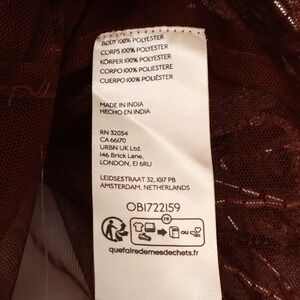 BODY 100% POLYESTER
CORPS 100% POLYESTER
KÖRPER 100% POLYESTER
CORPO 100% POLIESTERE
CUERPO 100% POLIÉSTER
MADE IN INDIA
HECHO EN INDIA
RN 32054
CA 66170
URBN UK Ltd.
146 Brick Lane,
LONDON, E1 6RU
LEIDSESTRAAT 32, 1017 PB
AMSTERDAM, NETHERLANDS
OB1722159
FR
OU
quefairedemesdechets.fr